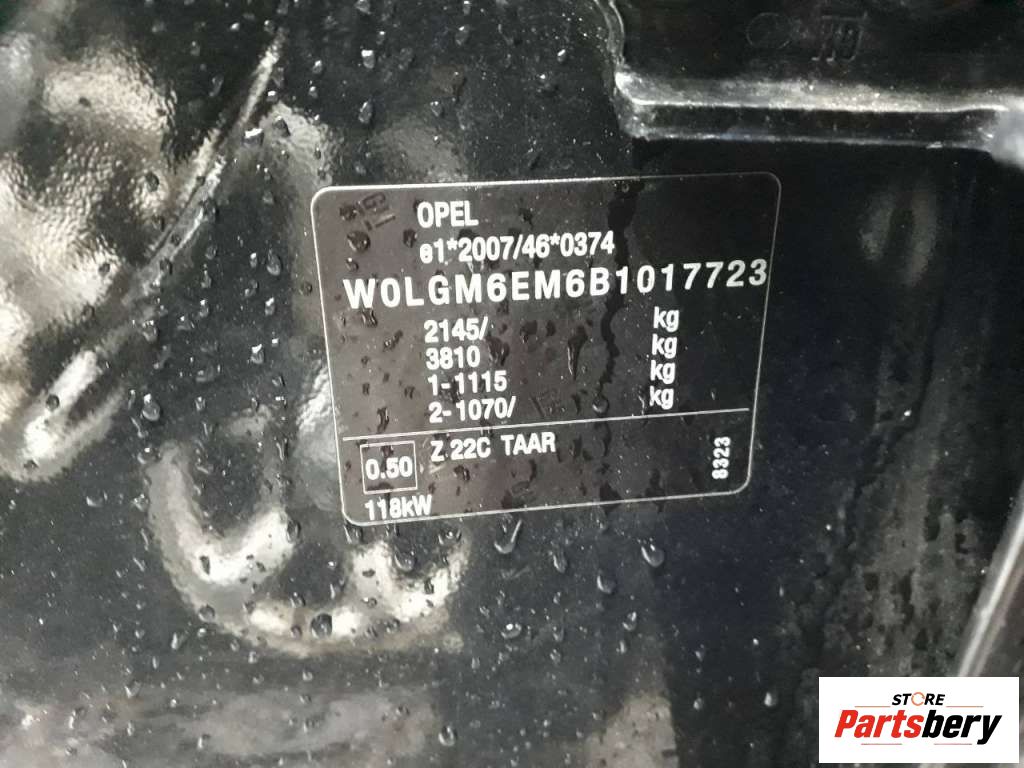 OPEL
e1*2007/46*0374
W0LGM6EM6B1017723
2145/ kg
3810 kg
1-1115 kg
2-1070/ kg
0.50 Z 22C TAAR
8323
118kW
STORE
Partsbery